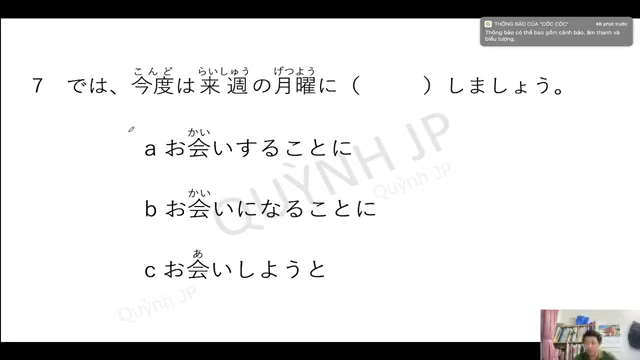 THÔNG BÁO CỦA "CỐC CỐC"
48 phút trước
Thông báo có thể bao gồm cảnh báo, âm thanh và biểu tượng.
こんど らいしゅう げつよう
7 では、今度は来週の月曜に（　　）しましょう。
かい
a お会いすることに
かい
b お会いになることに
あ
c お会いしようと
QUỲNH JP
Quỳnh JP
Quỳnh JP